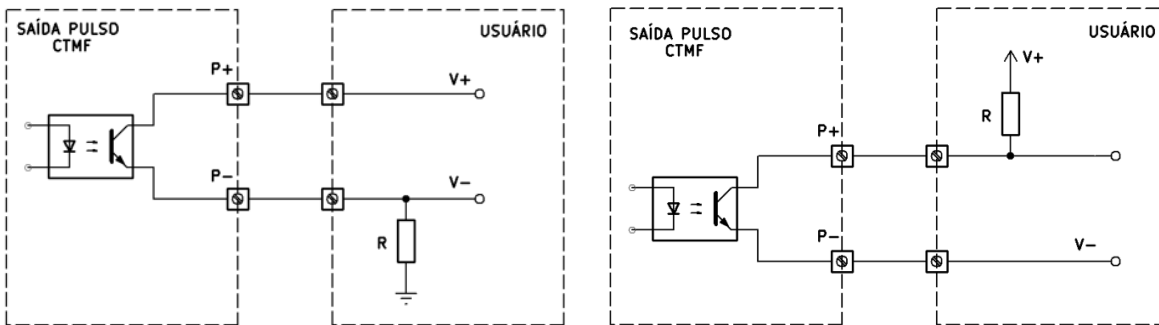 SAÍDA PULSO
CTMF
USUÁRIO
P+
V+
P-
V-
R
SAÍDA PULSO
CTMF
USUÁRIO
V+
R
P+
P-
V-